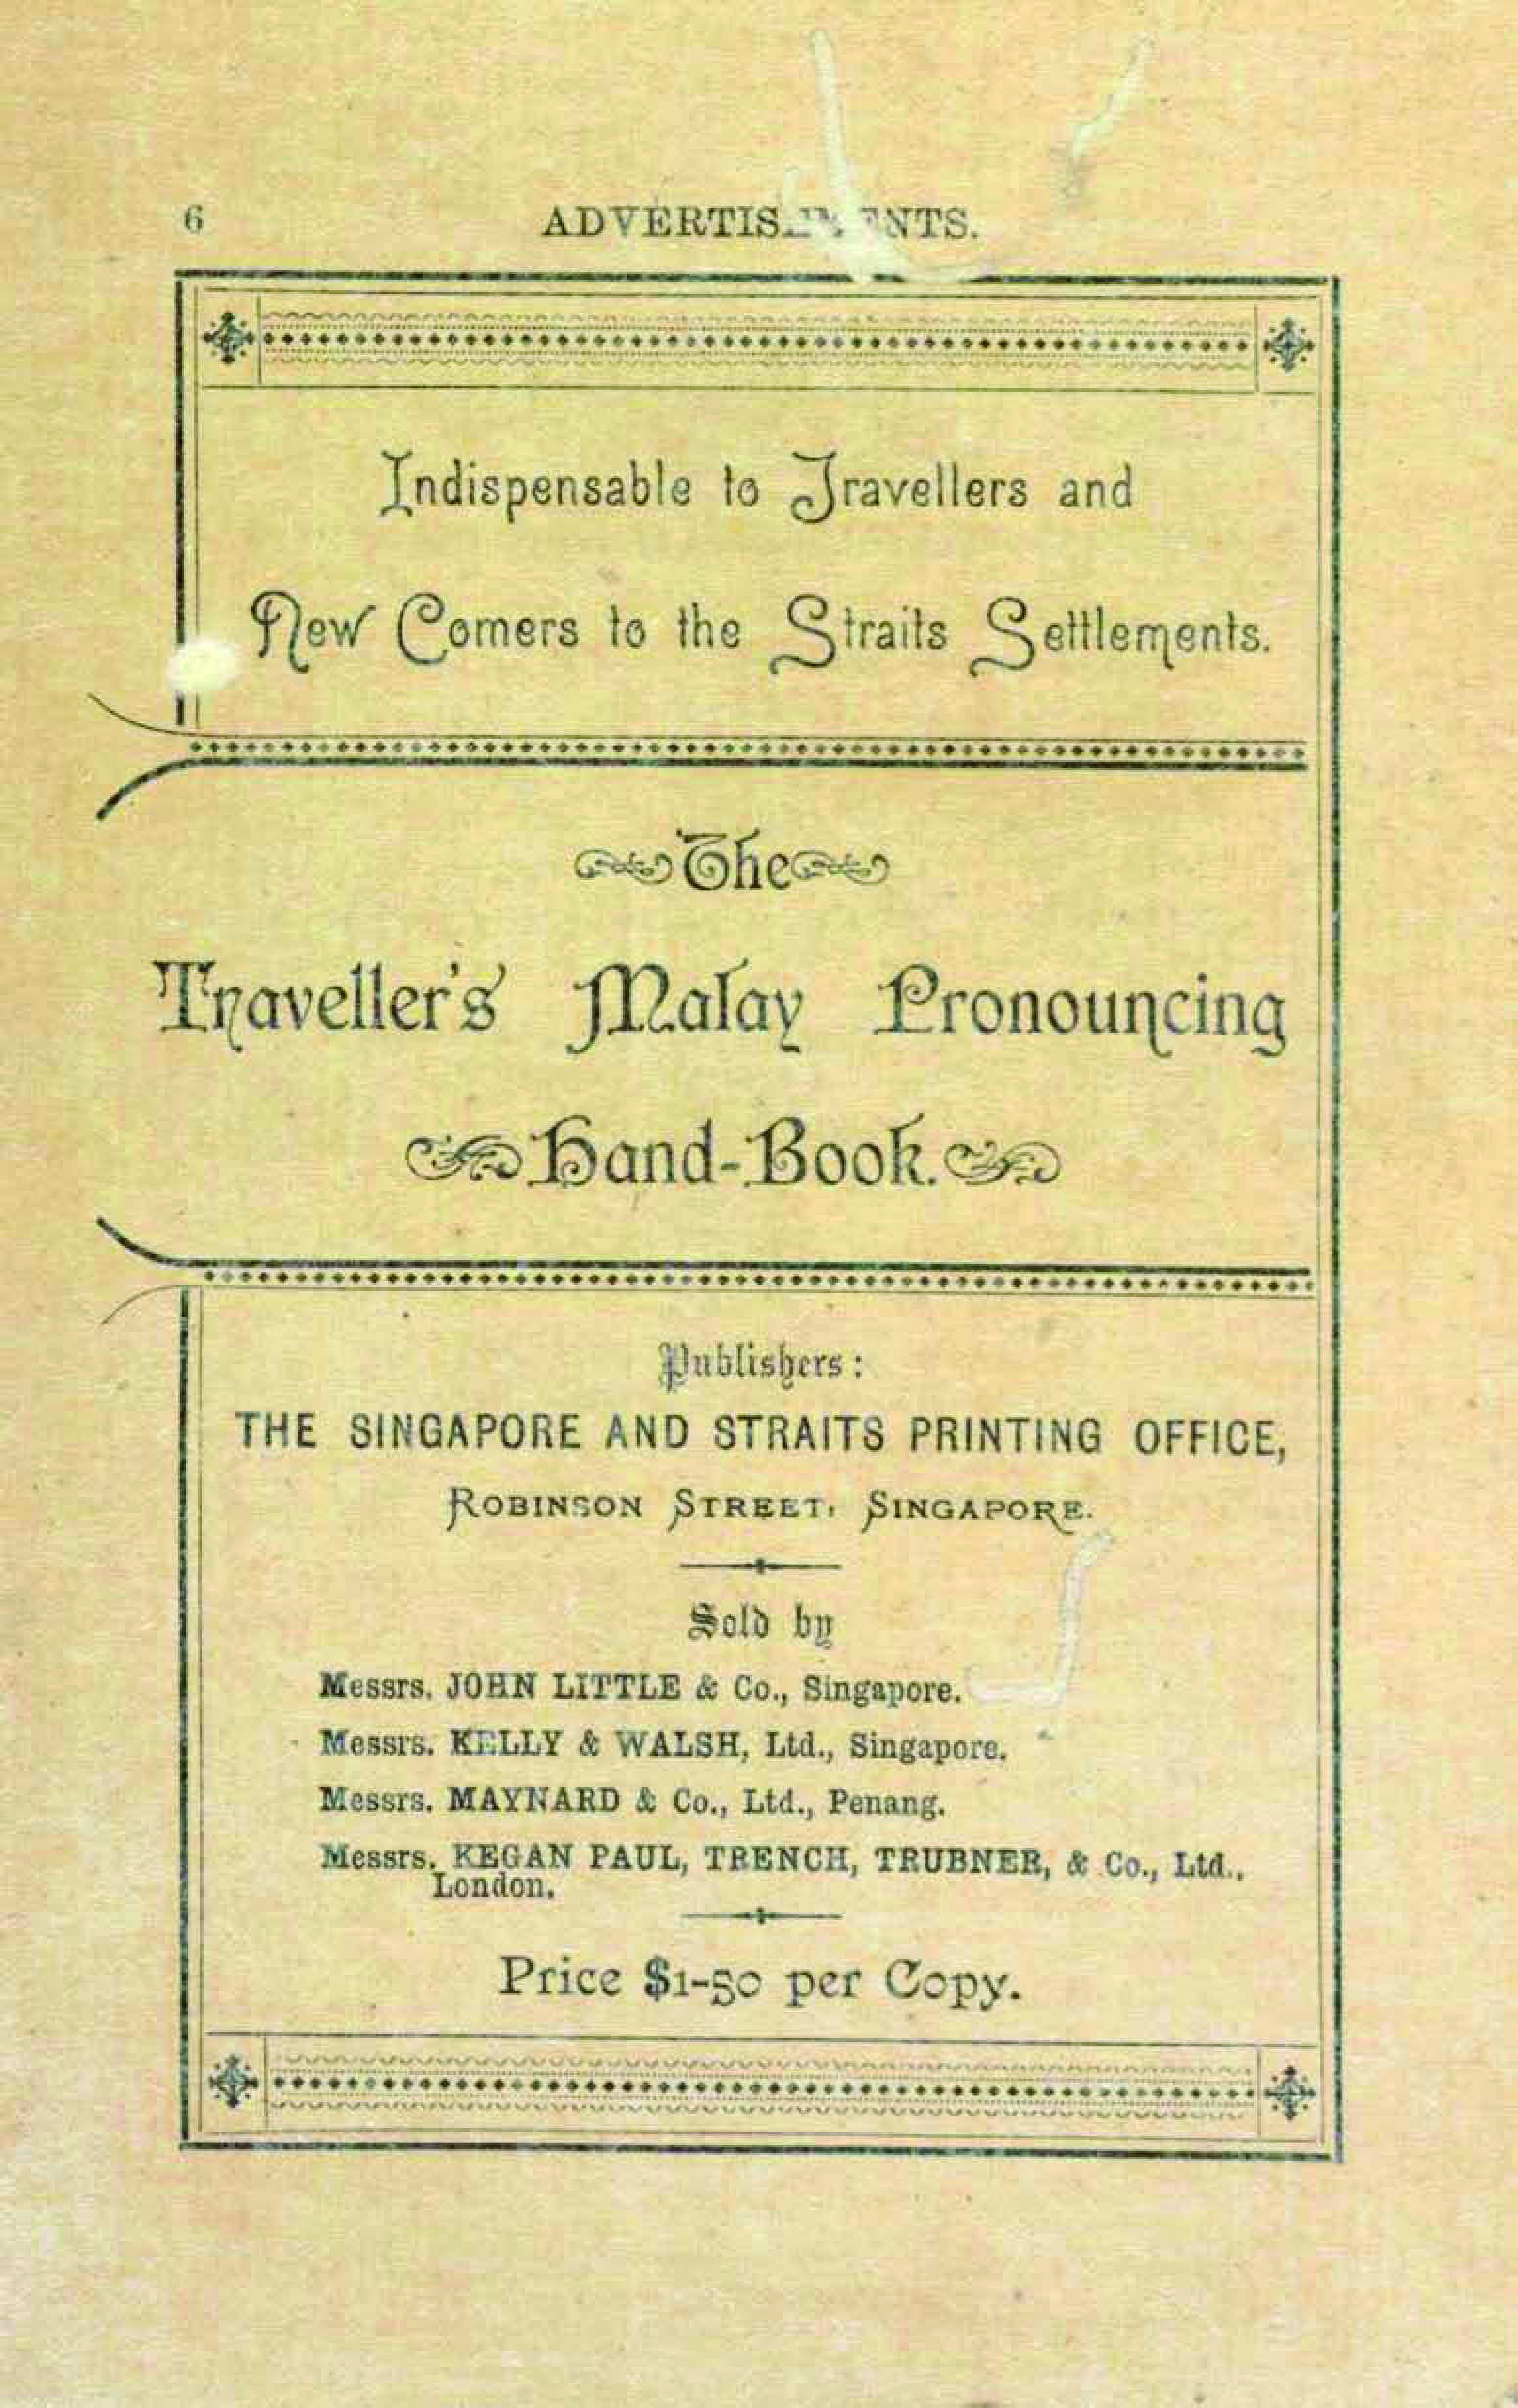 6
ADVERTISEMENTS.
Indispensable to Travellers and
New Comers to the Straits Settlements.
The
Traveller's Malay Pronouncing
Hand-Book.
Publishers:
THE SINGAPORE AND STRAITS PRINTING OFFICE,
ROBINSON STREET, SINGAPORE.
Sold by
Messrs. JOHN LITTLE & Co., Singapore.
Messrs. KELLY & WALSH, Ltd., Singapore.
Messrs. MAYNARD & Co., Ltd., Penang.
Messrs. KEGAN PAUL, TRENCH, TRUBNER, & Co., Ltd.,
London.
Price $1-50 per Copy.